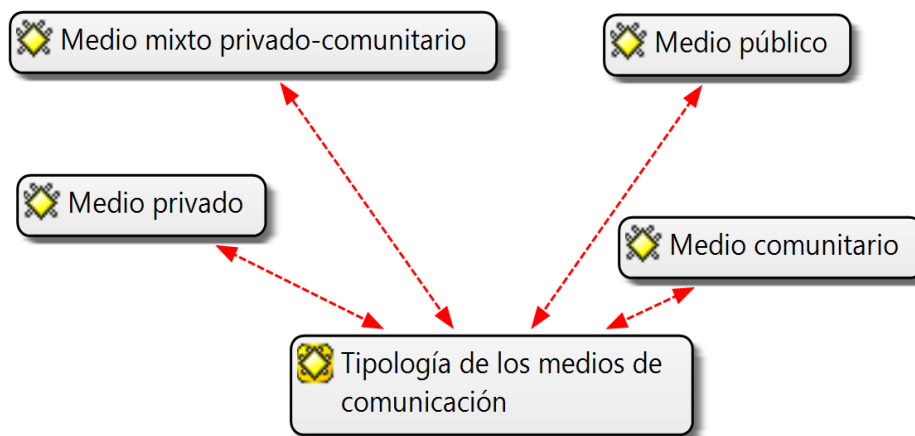 Medio mixto privado-comunitario
Medio público
Medio privado
Medio comunitario
Tipología de los medios de
comunicación